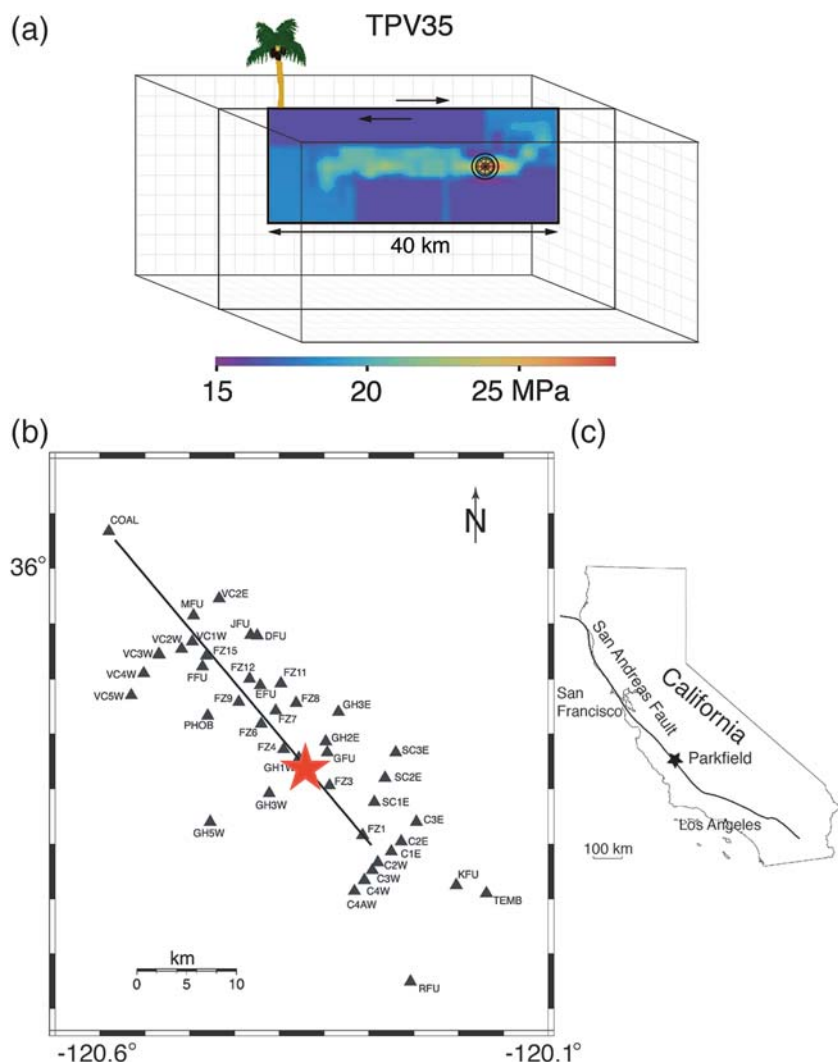 (a)
TPV35
40 km
15
20
25 MPa
(b)
(c)
N
36°
COAL
VC2E
MFU
JFU
DFU
VC2W
VC1W
VC3W
FZ15
VC4W
FFU
FZ12
FZ11
EFU
VC5W
FZ9
FZ8
GH3E
PHOB
FZ7
FZ6
GH2E
FZ4
GFU
SC3E
GH1W
SC2E
FZ3
GH3W
SC1E
GH5W
C3E
FZ1
C2E
C1E
C2W
C3W
C4W
C4AW
KFU
TEMB
RFU
km
0
5
10
-120.6°
-120.1°
San Andreas Fault
California
San
Francisco
Parkfield
Los Angeles
100 km